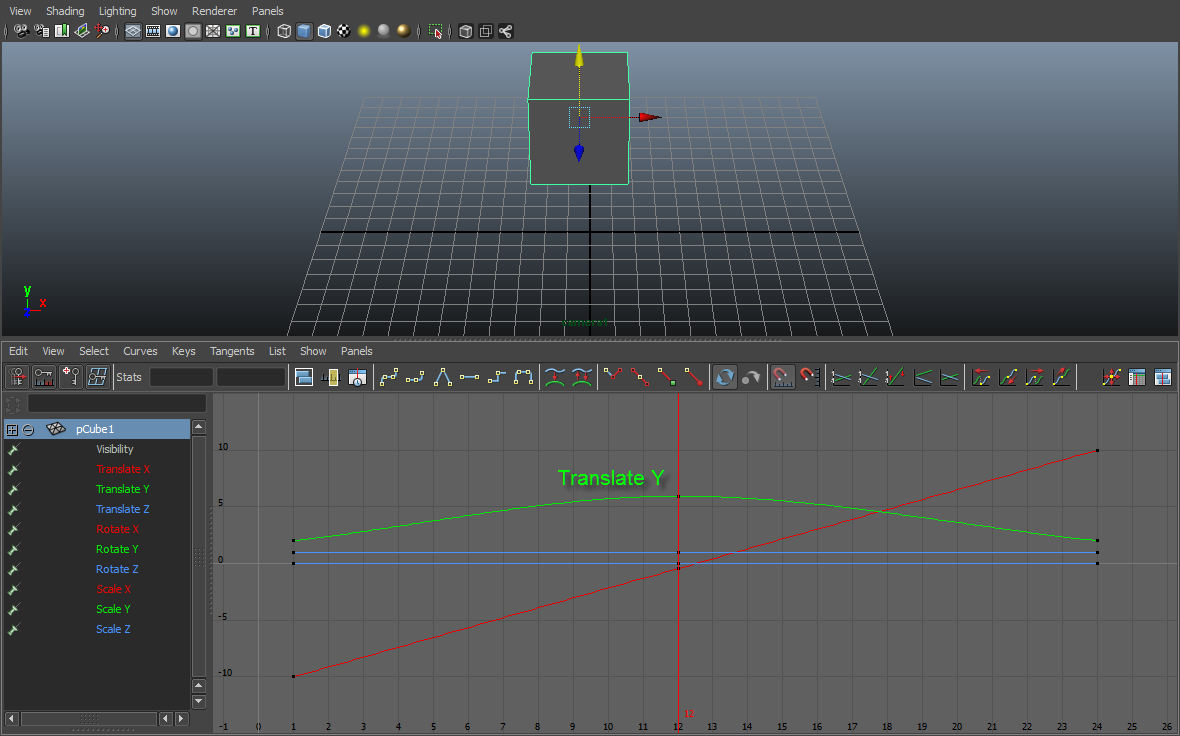 View Shading Lighting Show Renderer Panels
T
y
x
Edit View Select Curves Keys Tangents List Show Panels
Stats
pCube1
Visibility
Translate X
Translate Y
Translate Z
Rotate X
Rotate Y
Rotate Z
Scale X
Scale Y
Scale Z
Translate Y
10
5
0
-5
-10
12
-1 0 1 2 3 4 5 6 7 8 9 10 11 12 13 14 15 16 17 18 19 20 21 22 23 24 25 26